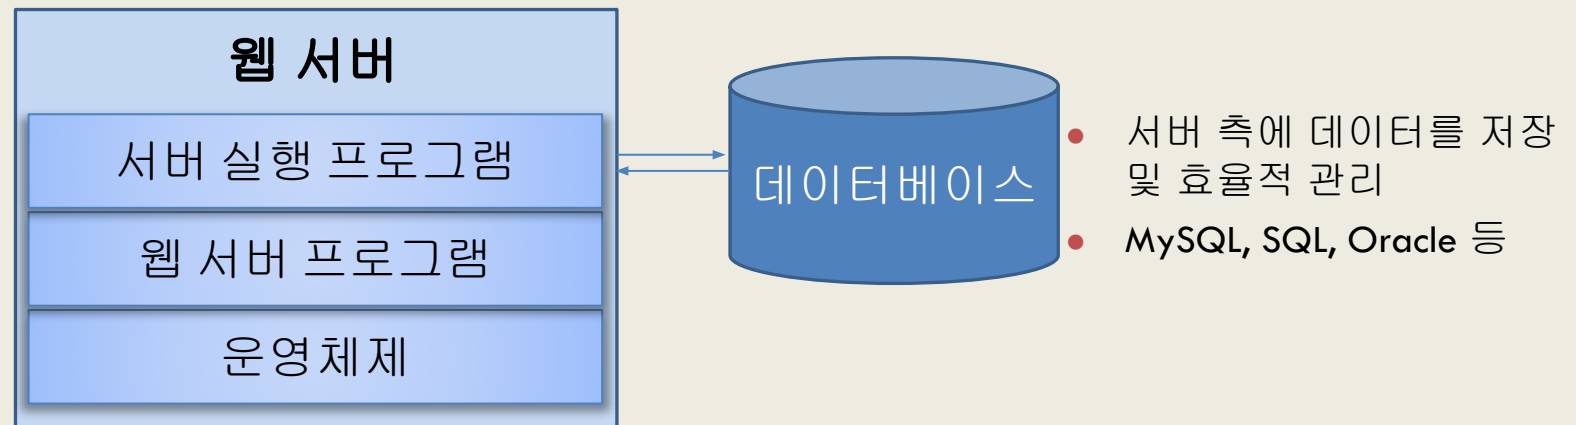 웹 서버
서버 실행 프로그램
웹 서버 프로그램
운영체제
데이터베이스
서버 측에 데이터를 저장
및 효율적 관리
MySQL, SQL, Oracle 등